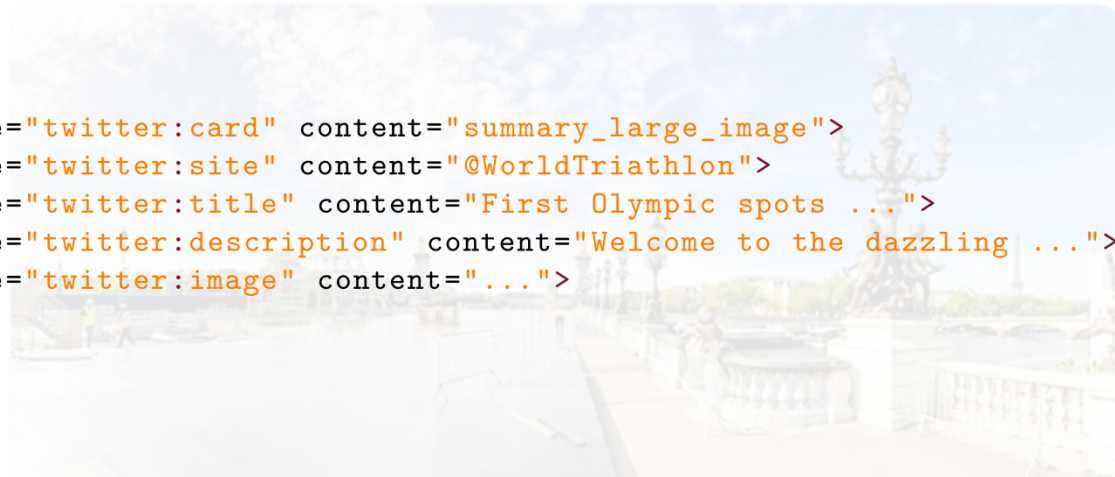 e="twitter:card" content="summary_large_image">
e="twitter:site" content="@WorldTriathlon">
e="twitter:title" content="First Olympic spots ...">
e="twitter:description" content="Welcome to the dazzling ...">
e="twitter:image" content="...">